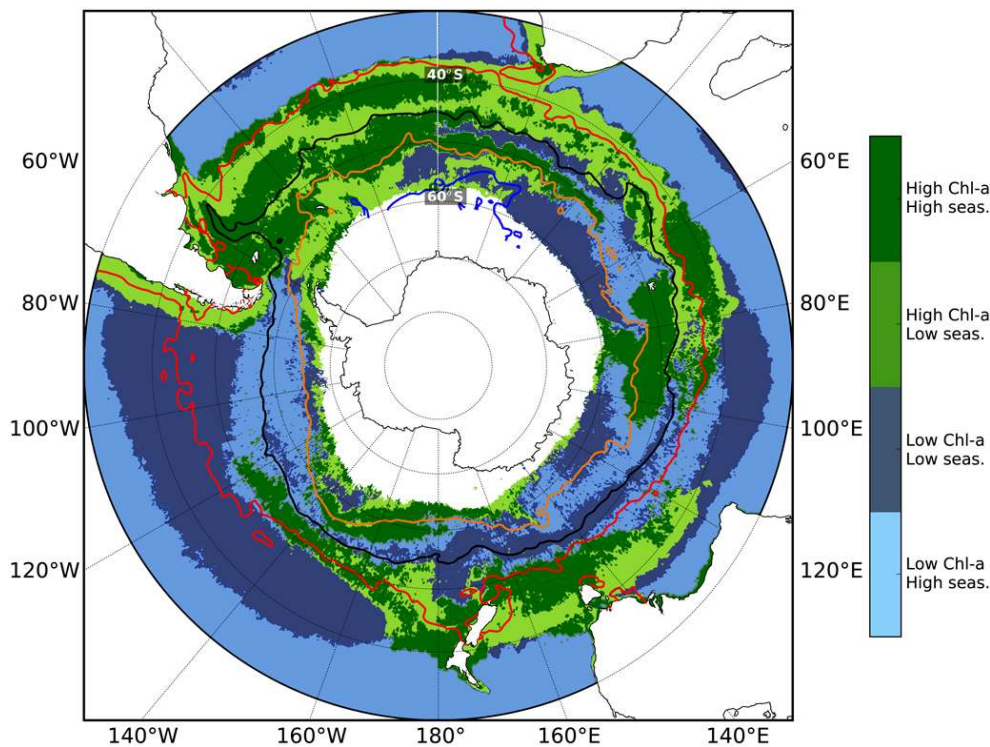 40°S
60°S
60°W
80°W
100°W
120°W
140°W
160°W
180°
160°E
140°E
120°E
100°E
80°E
60°E
High Chl-a
High seas.
High Chl-a
Low seas.
Low Chl-a
Low seas.
Low Chl-a
High seas.